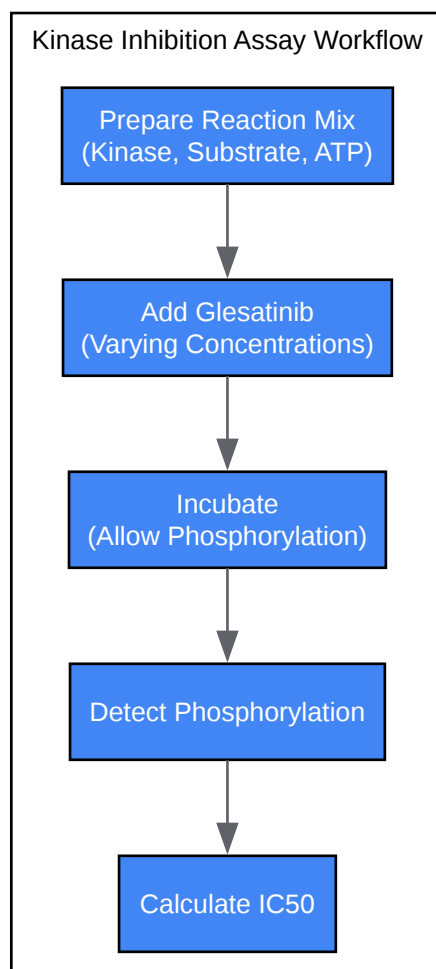 Kinase Inhibition Assay Workflow
Prepare Reaction Mix
(Kinase, Substrate, ATP)
Add Glesatinib
(Varying Concentrations)
Incubate
(Allow Phosphorylation)
Detect Phosphorylation
Calculate IC50